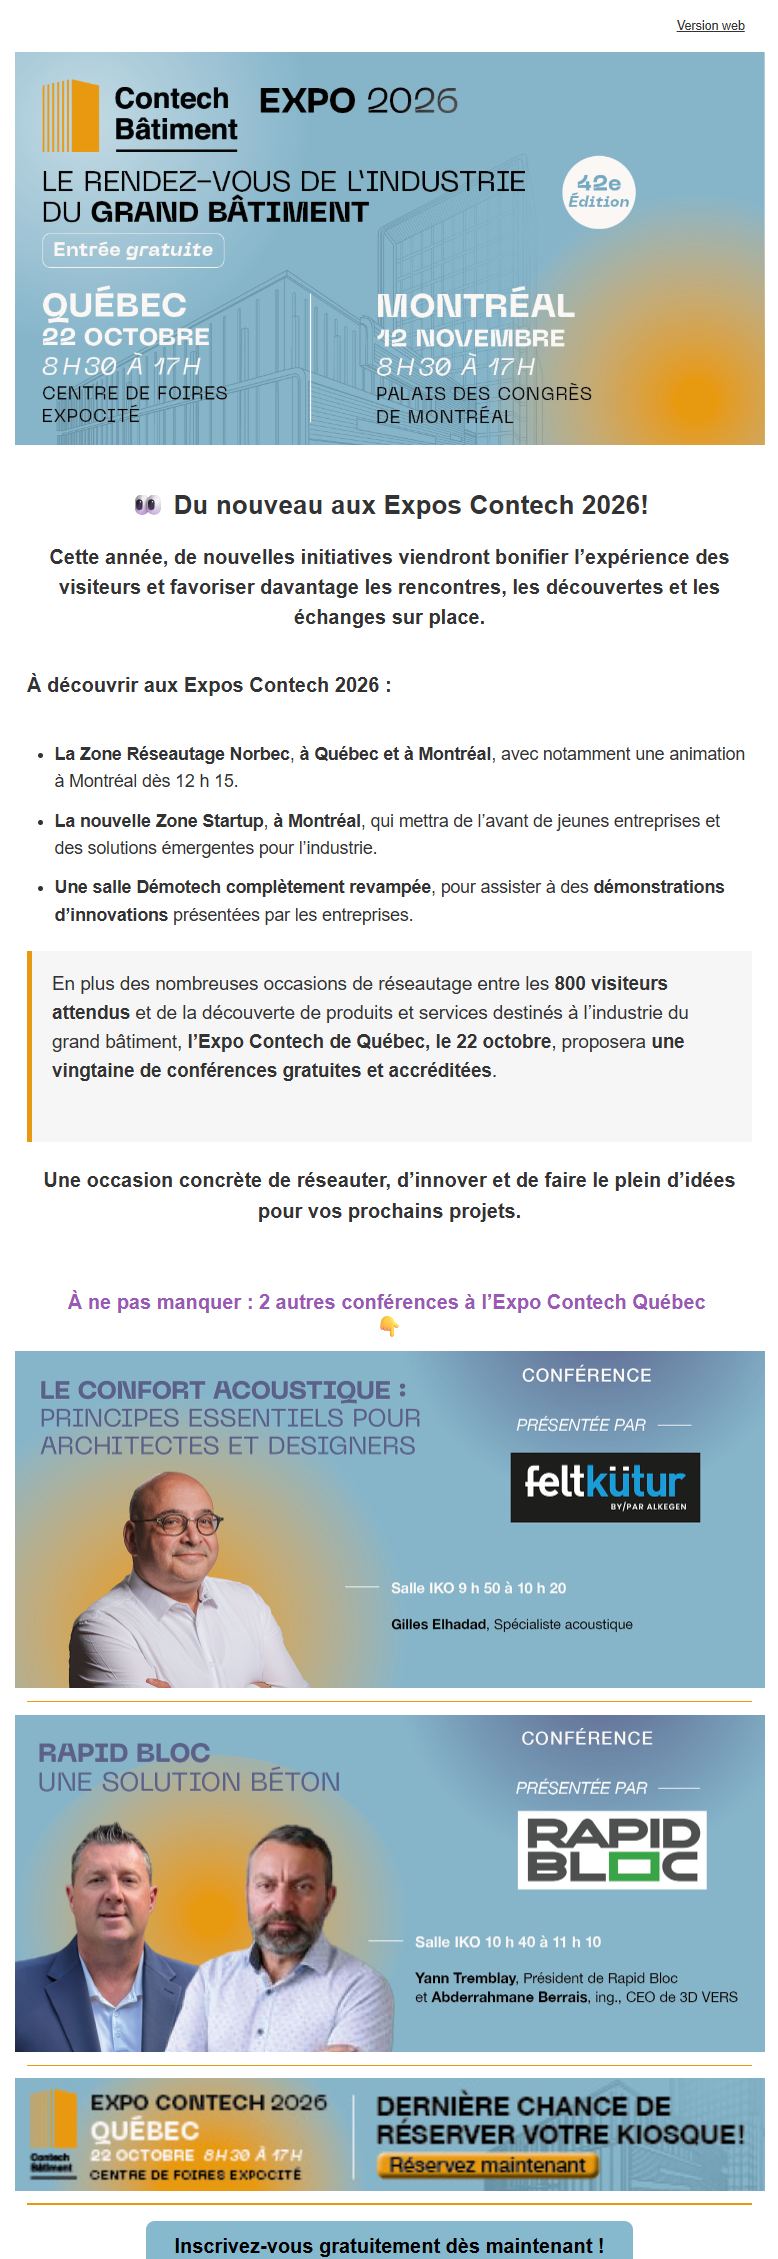 Version web
Contech
Bâtiment
EXPO 2026
LE RENDEZ-VOUS DE L'INDUSTRIE
DU GRAND BÂTIMENT
42e
Édition
Entrée gratuite
QUÉBEC
22 OCTOBRE
8H30 À 17H
CENTRE DE FOIRES
EXPOCITÉ
MONTRÉAL
12 NOVEMBRE
8H30 À 17H
PALAIS DES CONGRÈS
DE MONTRÉAL
👀 Du nouveau aux Expos Contech 2026!
Cette année, de nouvelles initiatives viendront bonifier l’expérience des
visiteurs et favoriser davantage les rencontres, les découvertes et les
échanges sur place.
À découvrir aux Expos Contech 2026 :
• La Zone Réseautage Norbec, à Québec et à Montréal, avec notamment une animation
à Montréal dès 12 h 15.
• La nouvelle Zone Startup, à Montréal, qui mettra de l’avant de jeunes entreprises et
des solutions émergentes pour l’industrie.
• Une salle Démotech complètement revampée, pour assister à des démonstrations
d’innovations présentées par les entreprises.
En plus des nombreuses occasions de réseautage entre les 800 visiteurs
attendus et de la découverte de produits et services destinés à l’industrie du
grand bâtiment, l’Expo Contech de Québec, le 22 octobre, proposera une
vingtaine de conférences gratuites et accréditées.
Une occasion concrète de réseauter, d’innover et de faire le plein d’idées
pour vos prochains projets.
À ne pas manquer : 2 autres conférences à l’Expo Contech Québec
👇
LE CONFORT ACOUSTIQUE :
PRINCIPES ESSENTIELS POUR
ARCHITECTES ET DESIGNERS
CONFÉRENCE
PRÉSENTÉE PAR
feltkütur
BY/PAR ALKEGEN
Salle IKO 9 h 50 à 10 h 20
Gilles Elhadad, Spécialiste acoustique
RAPID BLOC
UNE SOLUTION BÉTON
CONFÉRENCE
PRÉSENTÉE PAR
RAPID
BLOC
Salle IKO 10 h 40 à 11 h 10
Yann Tremblay, Président de Rapid Bloc
et Abderrahmane Berrais, ing., CEO de 3D VERS
Contech
Bâtiment
EXPO CONTECH 2026
QUÉBEC
22 OCTOBRE 8H30 À 17H
CENTRE DE FOIRES EXPOCITÉ
DERNIÈRE CHANCE DE
RÉSERVER VOTRE KIOSQUE!
Réservez maintenant
Inscrivez-vous gratuitement dès maintenant !